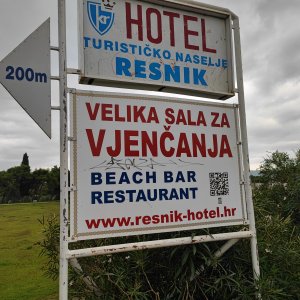 HOTEL
TURISTIČKO NASELJE
RESNIK
200m
VELIKA SALA ZA
VJENČANJA
BEACH BAR
RESTAURANT
www.resnik-hotel.hr